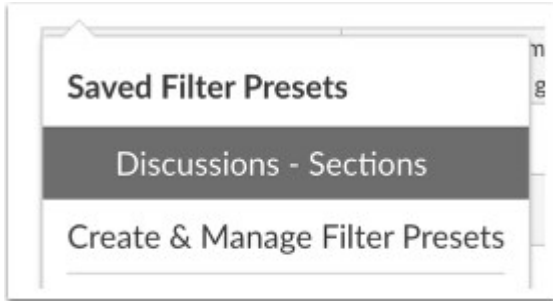 Saved Filter Presets
Discussions - Sections
Create & Manage Filter Presets